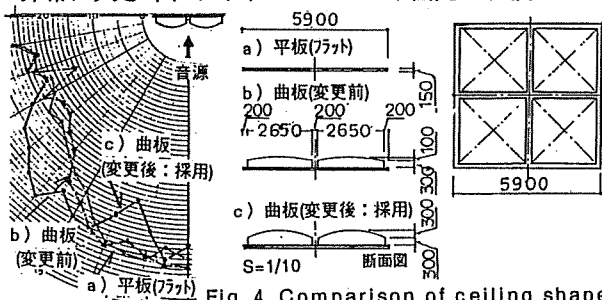 音源
c) 曲板
(変更後：採用)
b) 曲板
(変更前)
a) 平板(フラット)
5900
a) 平板(フラット)
150
b) 曲板(変更前)
200 200 200
2650 2650
100
300
c) 曲板(変更後：採用)
300
300
S=1/10 断面図
5900
Fig. 4 Comparison of ceiling shape